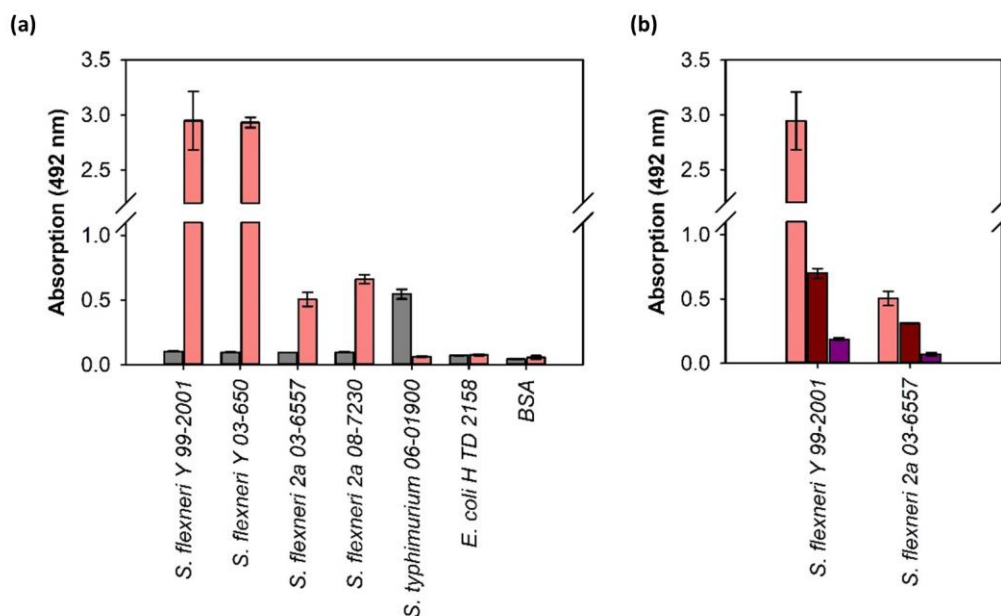 (a)
(b)
Absorption (492 nm)
3.5
3.0
2.5
1.0
0.5
0.0
S. flexneri Y 99-2001
S. flexneri Y 03-650
S. flexneri 2a 03-6557
S. flexneri 2a 08-7230
S. typhimurium 06-01900
E. coli H TD 2158
BSA
Absorption (492 nm)
3.5
3.0
2.5
1.0
0.5
0.0
S. flexneri Y 99-2001
S. flexneri 2a 03-6557